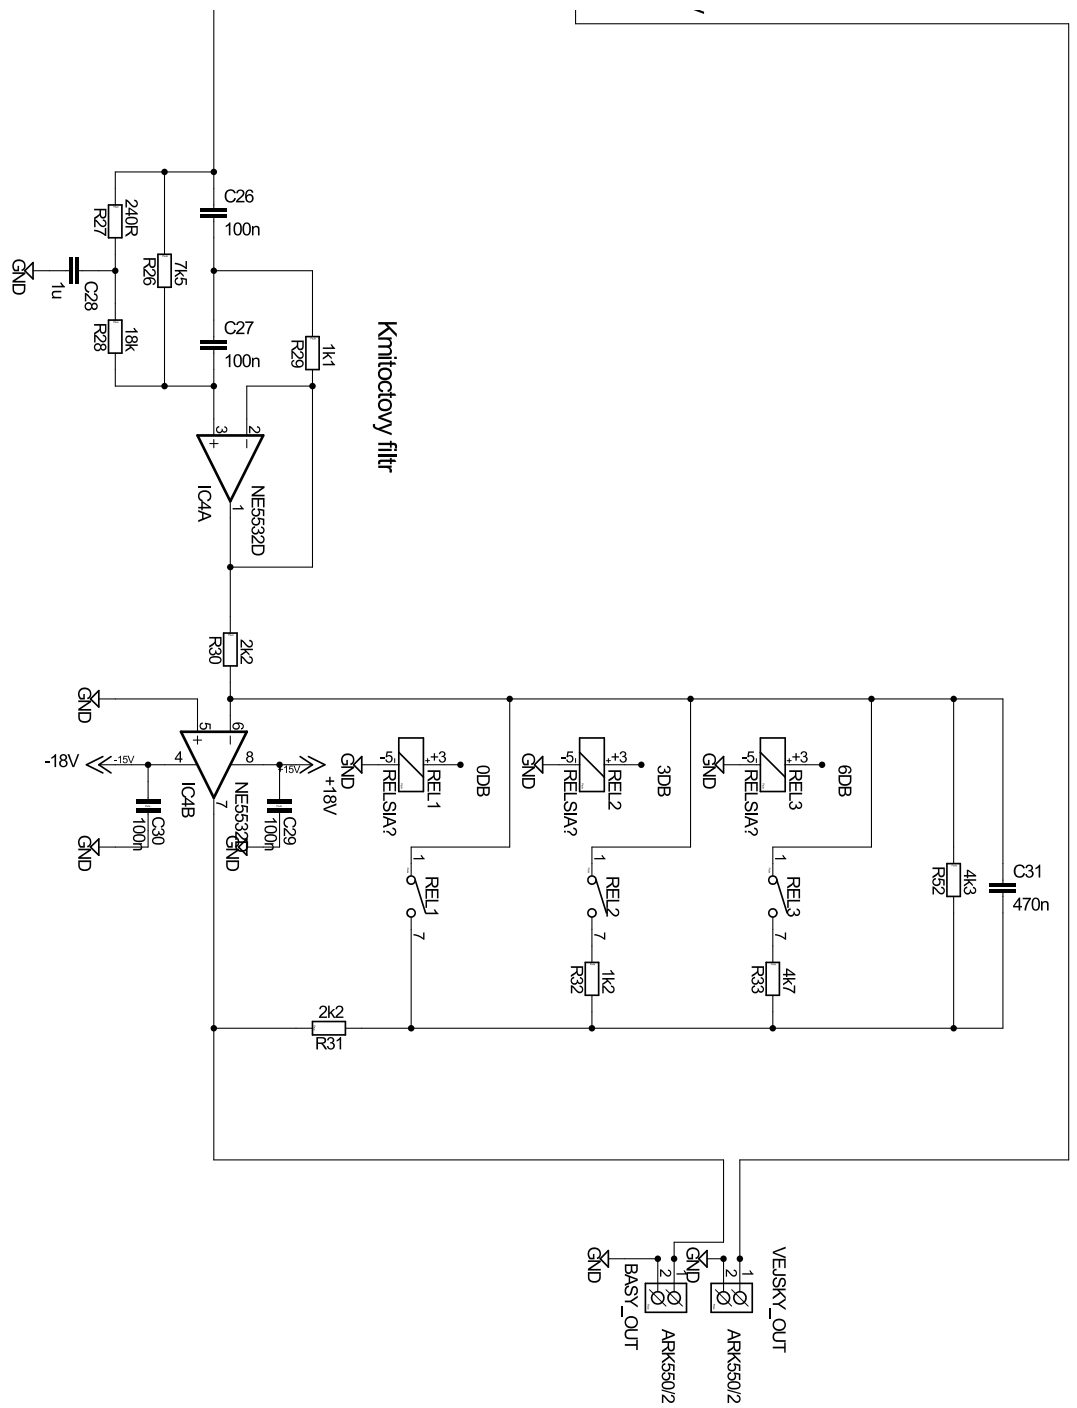 C26
100n
240R
R27
7k5
R26
C28
1u
GND
18k
R28
C27
100n
1k1
R29
Kmitoctovy filtr
3
2
+
−
1
IC4A
NE5532D
2k2
R30
GND
5
6
+
−
4
8
7
-18V
-15V
+15V
+18V
IC4B
NE5532D
C30
100n
GND
C29
100n
GND
GND
-5
+3
0DB
REL1
RELSIA?
GND
-5
+3
3DB
REL2
RELSIA?
GND
-5
+3
6DB
REL3
RELSIA?
1
REL1
7
1
REL2
7
1
REL3
7
1k2
R32
4k7
R33
4k3
R52
C31
470n
2k2
R31
GND
2
1
BASY_OUT
ARK550/2
GND
2
1
VEJSKY_OUT
ARK550/2